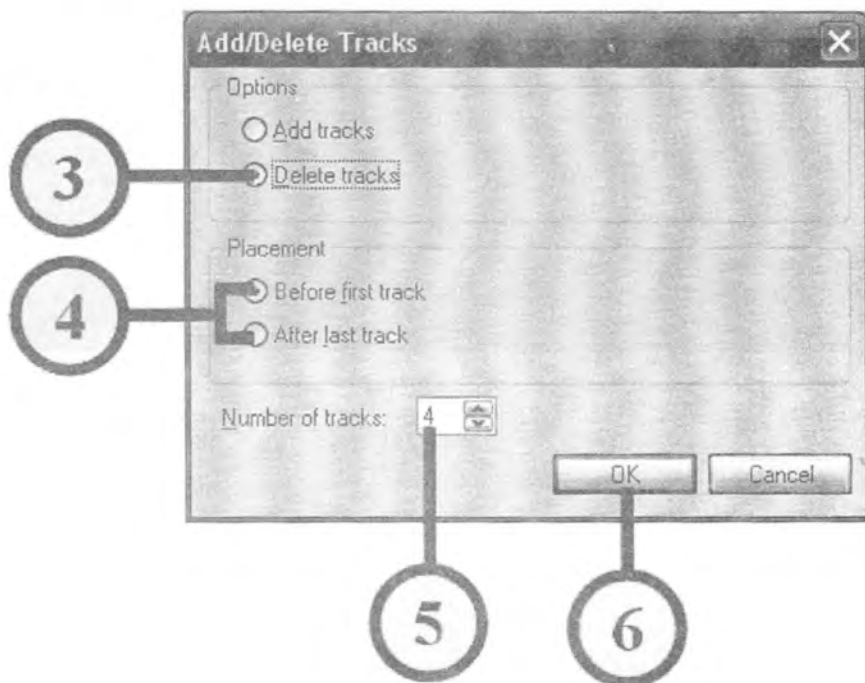 Add/Delete Tracks
Options
Add tracks
3
Delete tracks
Placement
Before first track
4
After last track
Number of tracks: 4
OK Cancel
5 6